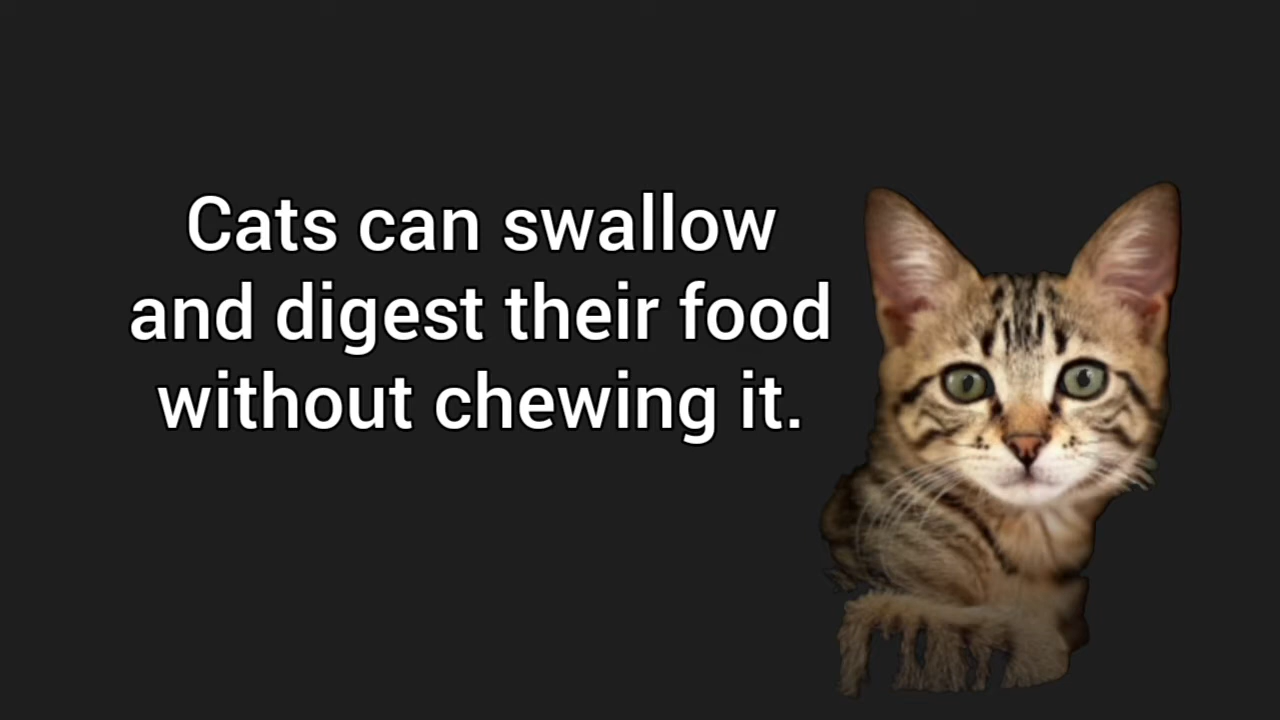 Cats can swallow
and digest their food
without chewing it.